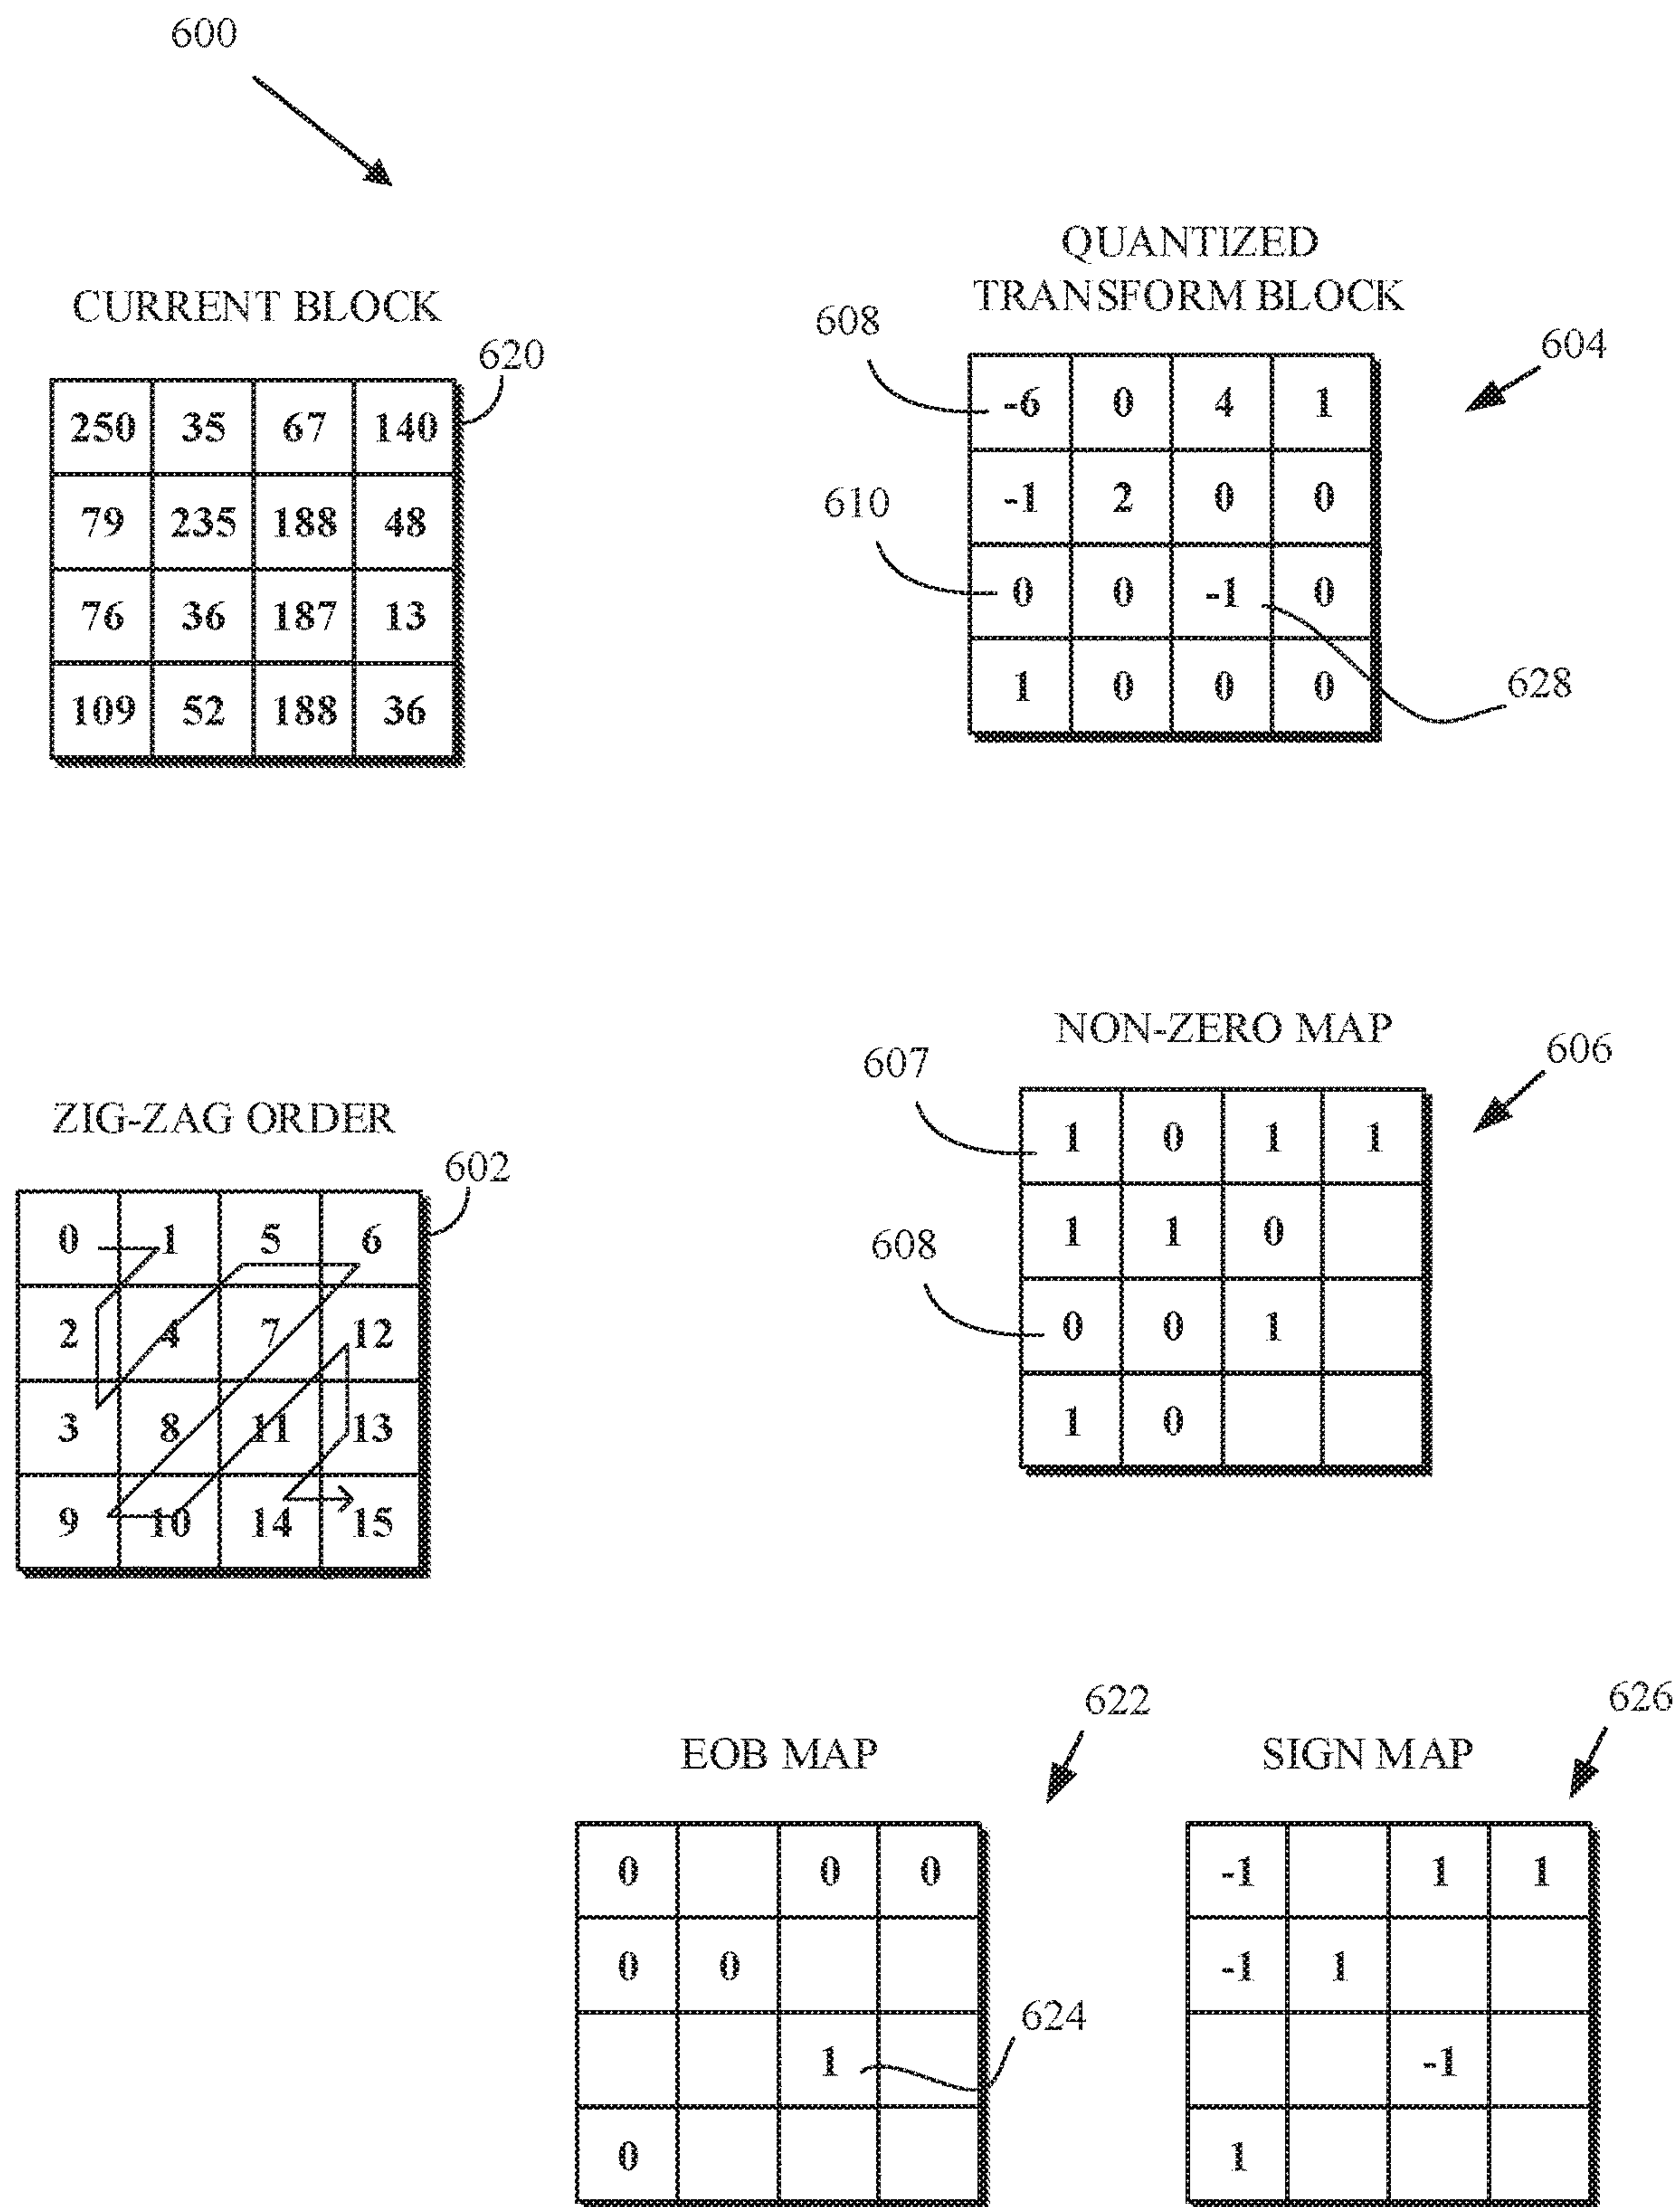 600
CURRENT BLOCK
620
250 35 67 140
79 235 188 48
76 36 187 13
109 52 188 36
QUANTIZED
TRANSFORM BLOCK
608
604
-6 0 4 1
610
-1 2 0 0
0 0 -1 0
628
1 0 0 0
ZIG-ZAG ORDER
602
0 1 5 6
2 4 7 12
3 8 11 13
9 10 14 15
NON-ZERO MAP
607
606
1 0 1 1
608
1 1 0
0 0 1
1 0
EOB MAP
622
0 0 0
0 0
624
1
0
SIGN MAP
626
-1 1 1
-1 1
-1
1